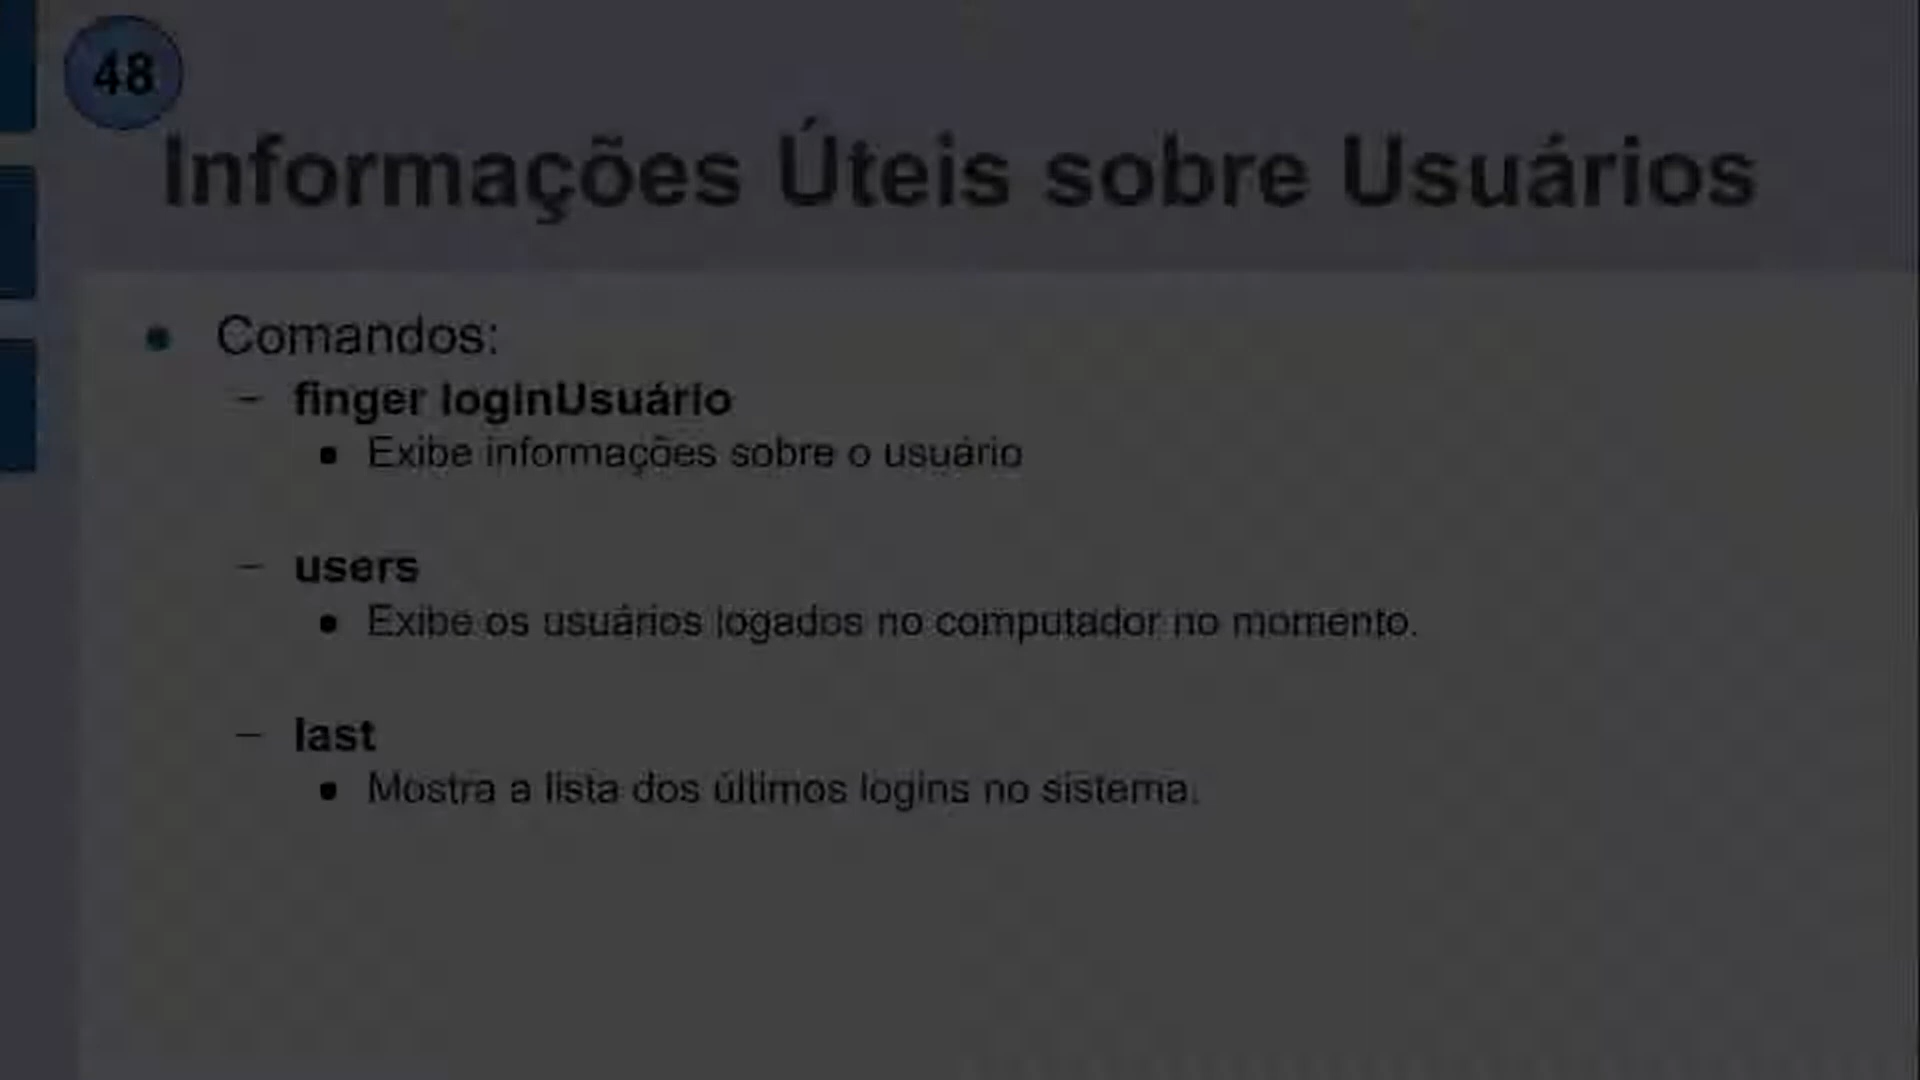 48
Informações Úteis sobre Usuários
• Comandos:
– finger loginUsuário
• Exibe informações sobre o usuário
– users
• Exibe os usuários logados no computador no momento.
– last
• Mostra a lista dos últimos logins no sistema.